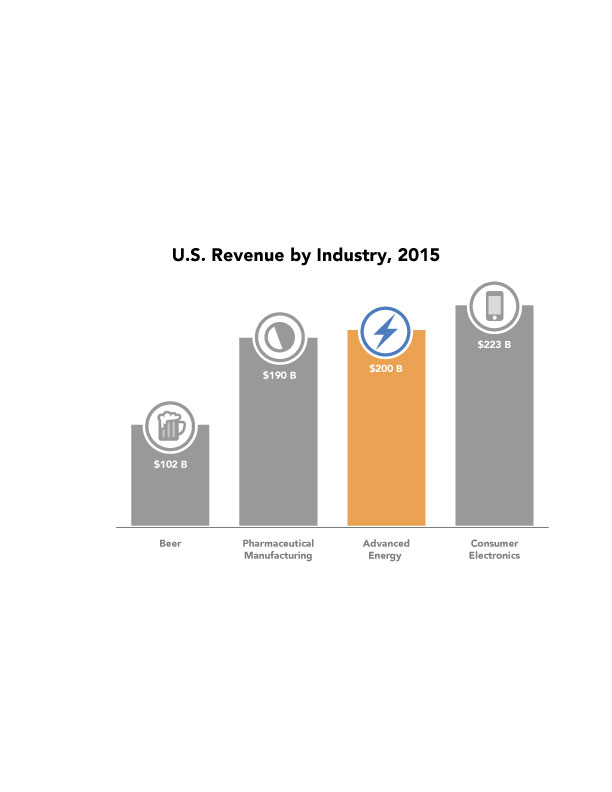 U.S. Revenue by Industry, 2015
$223 B
$200 B
$190 B
$102 B
Beer
Pharmaceutical
Manufacturing
Advanced
Energy
Consumer
Electronics